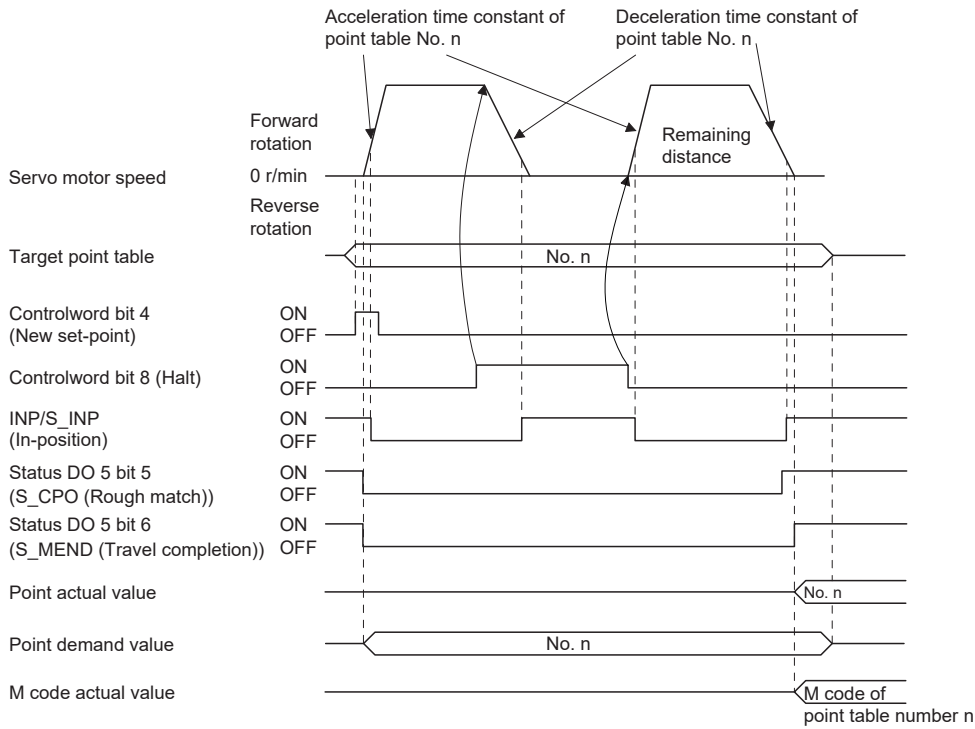 Acceleration time constant of
point table No. n
Deceleration time constant of
point table No. n
Forward
rotation
Remaining
distance
Servo motor speed
0 r/min
Reverse
rotation
Target point table
No. n
Controlword bit 4
(New set-point)
ON
OFF
Controlword bit 8 (Halt)
ON
OFF
INP/S_INP
(In-position)
ON
OFF
Status DO 5 bit 5
(S_CPO (Rough match))
ON
OFF
Status DO 5 bit 6
(S_MEND (Travel completion))
ON
OFF
Point actual value
No. n
Point demand value
No. n
M code actual value
M code of
point table number n